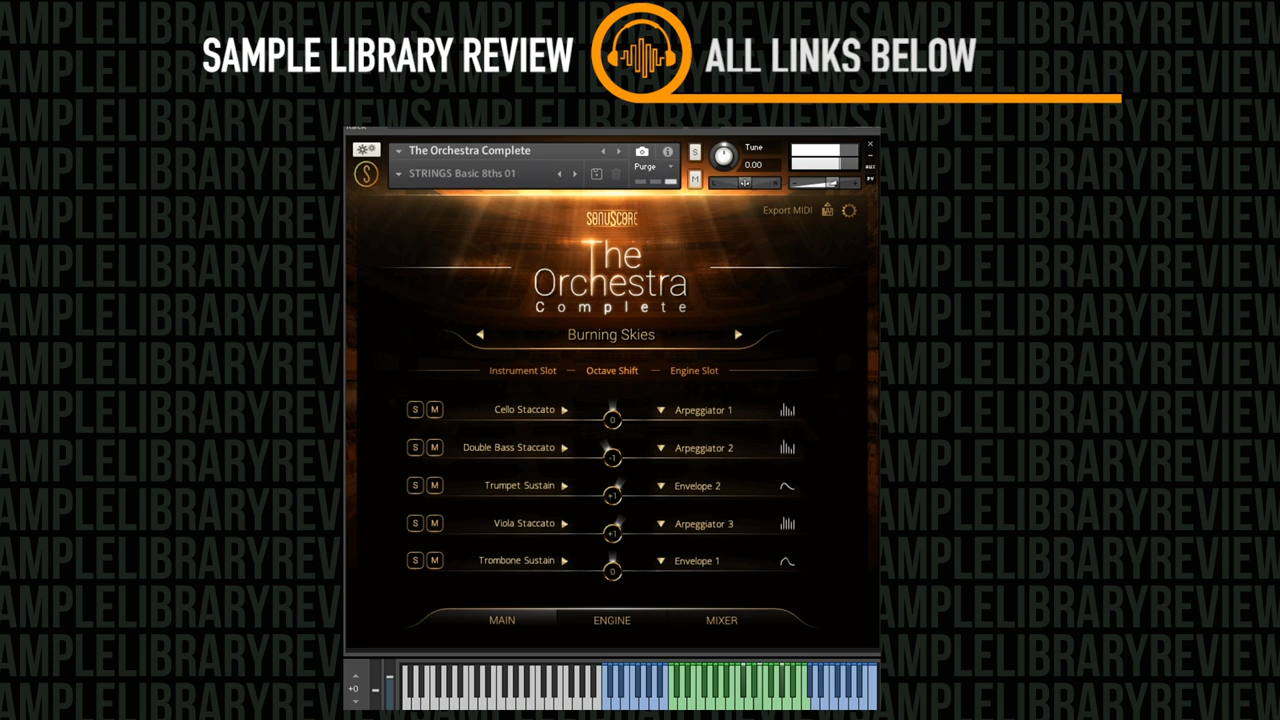 SAMPLE LIBRARY REVIEW ALL LINKS BELOW
The Orchestra Complete
S
Tune
Purge
0.00
STRINGS Basic 8ths 01
M
aux
pv
SONUSCORE
Export MIDI
The
Orchestra
Complete
Burning Skies
Instrument Slot — Octave Shift — Engine Slot
S M Cello Staccato 0 Arpeggiator 1
S M Double Bass Staccato -1 Arpeggiator 2
S M Trumpet Sustain +1 Envelope 2
S M Viola Staccato +1 Arpeggiator 3
S M Trombone Sustain 0 Envelope 1
MAIN ENGINE MIXER
+0